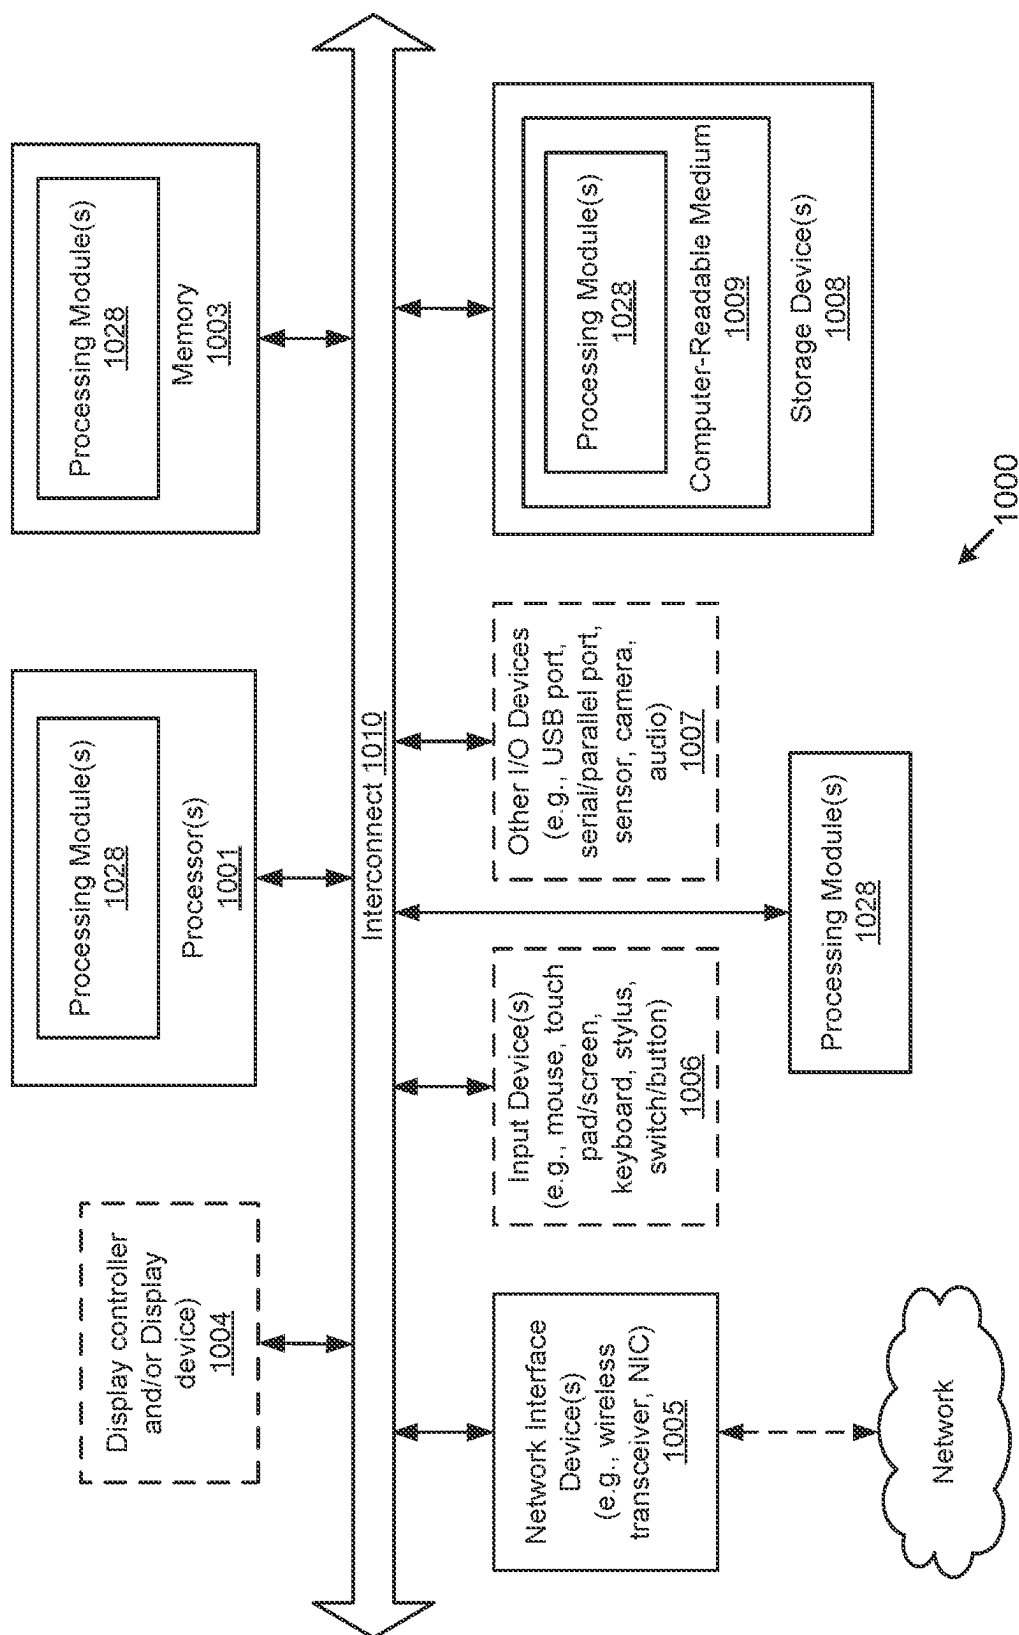 Display controller
and/or Display
device)
1004
Processing Module(s)
1028
Processor(s)
1001
Processing Module(s)
1028
Memory
1003
Interconnect 1010
Network Interface
Device(s)
(e.g., wireless
transceiver, NIC)
1005
Input Device(s)
(e.g., mouse, touch
pad/screen,
keyboard, stylus,
switch/button)
1006
Other I/O Devices
(e.g., USB port,
serial/parallel port,
sensor, camera,
audio)
1007
Processing Module(s)
1028
Computer-Readable Medium
1009
Storage Device(s)
1008
Processing Module(s)
1028
Network
1000